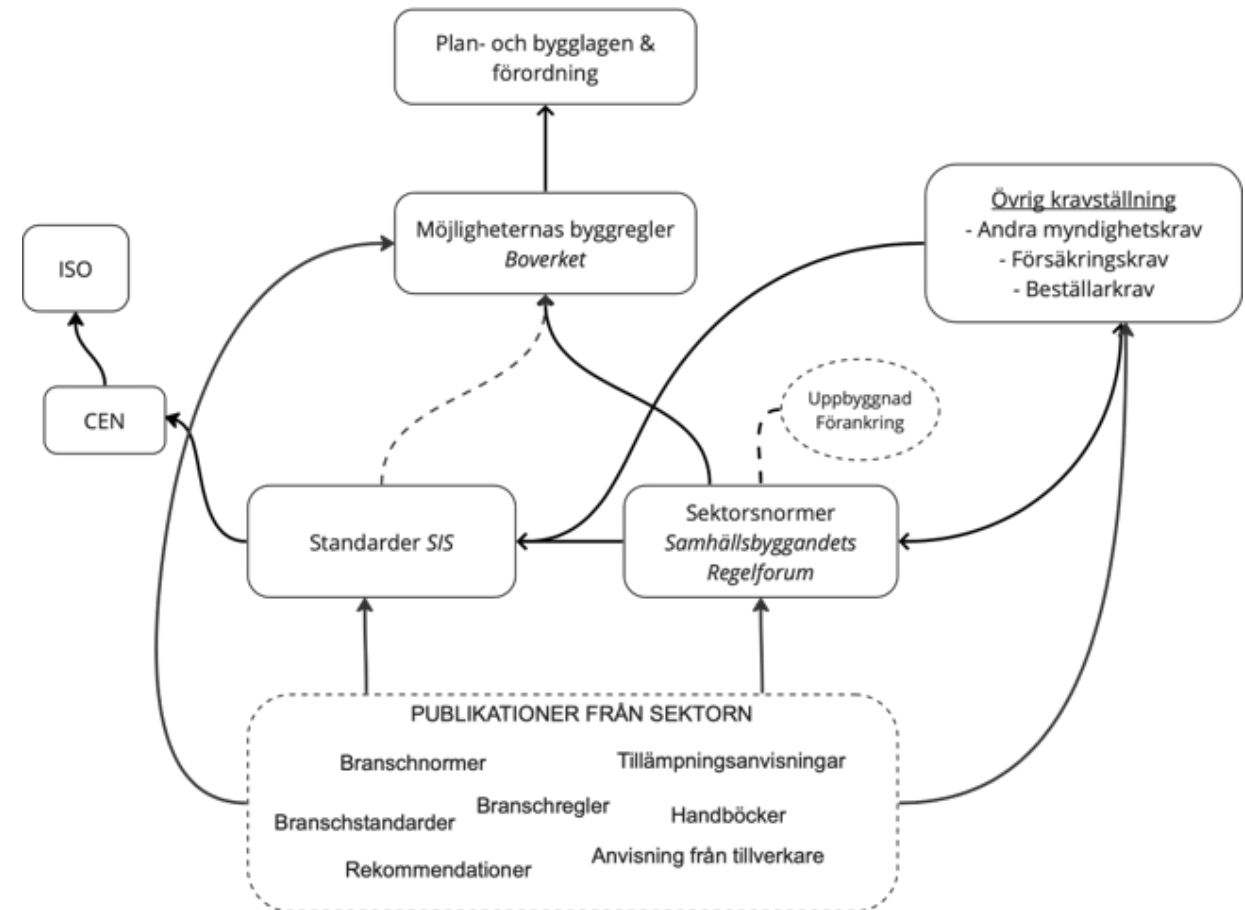 Plan- och bygglagen &
förordning
Möjligheternas byggregler
Boverket
Övrig kravställning
- Andra myndighetskrav
- Försäkringskrav
- Beställarkrav
ISO
CEN
Uppbyggnad
Förankring
Standarder SIS
Sektorsnormer
Samhällsbyggandets
Regelforum
PUBLIKATIONER FRÅN SEKTORN
Branschnormer
Tillämpningsanvisningar
Branschregler
Handböcker
Branschstandarder
Anvisning från tillverkare
Rekommendationer